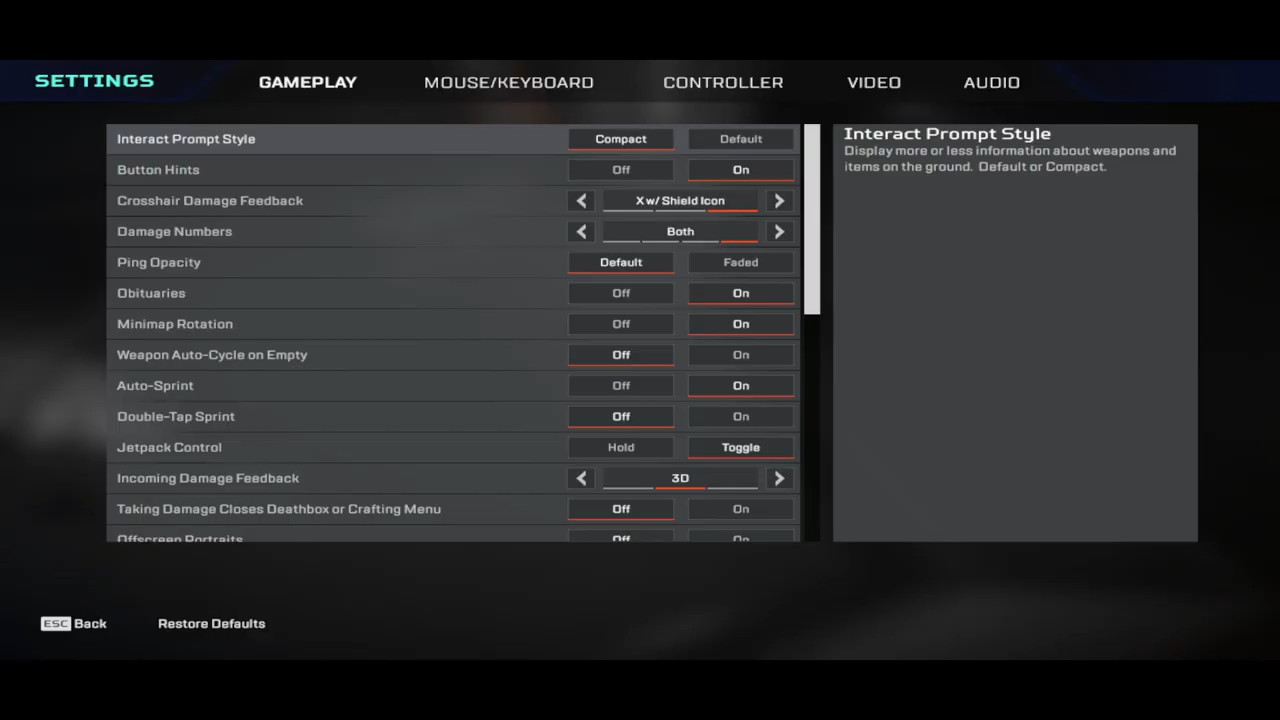 SETTINGS
GAMEPLAY
MOUSE/KEYBOARD
CONTROLLER
VIDEO
AUDIO
Interact Prompt Style Compact Default
Button Hints Off On
Crosshair Damage Feedback X w/ Shield Icon
Damage Numbers Both
Ping Opacity Default Faded
Obituaries Off On
Minimap Rotation Off On
Weapon Auto-Cycle on Empty Off On
Auto-Sprint Off On
Double-Tap Sprint Off On
Jetpack Control Hold Toggle
Incoming Damage Feedback 3D
Taking Damage Closes Deathbox or Crafting Menu Off On
Offscreen Portraits Off On
Interact Prompt Style
Display more or less information about weapons and
items on the ground. Default or Compact.
ESC Back
Restore Defaults